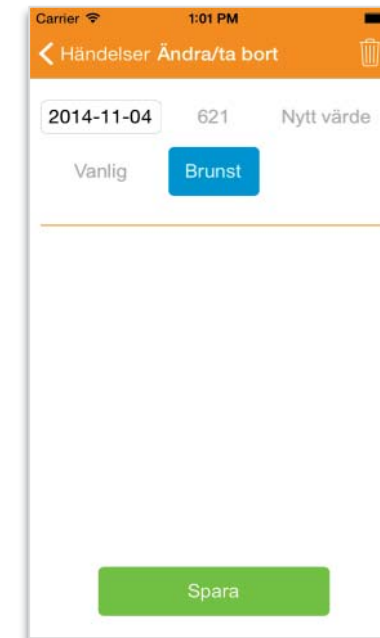 Carrier 1:01 PM
Händelser Ändra/ta bort
2014-11-04 621 Nytt värde
Vanlig Brunst
Spara